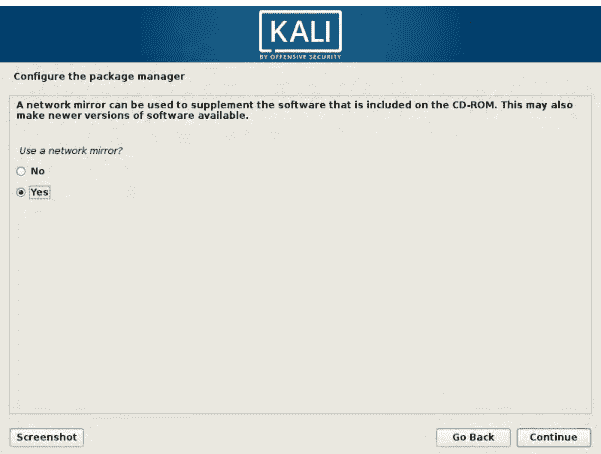 KALI
BY OFFENSIVE SECURITY
Configure the package manager
A network mirror can be used to supplement the software that is included on the CD-ROM. This may also
make newer versions of software available.
Use a network mirror?
No
Yes
Screenshot
Go Back
Continue